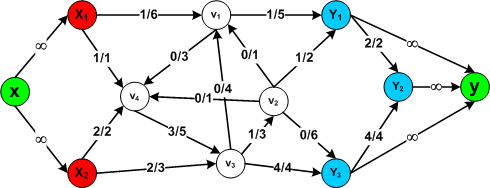 ∞
X₁
1/6
v₁
1/5
Y₁
2/2
∞
1/1
0/3
0/4
0/1
1/2
x
v₄
0/1
v₂
Y₂
∞
y
∞
2/2
3/5
1/3
0/6
4/4
∞
X₂
2/3
v₃
4/4
Y₃